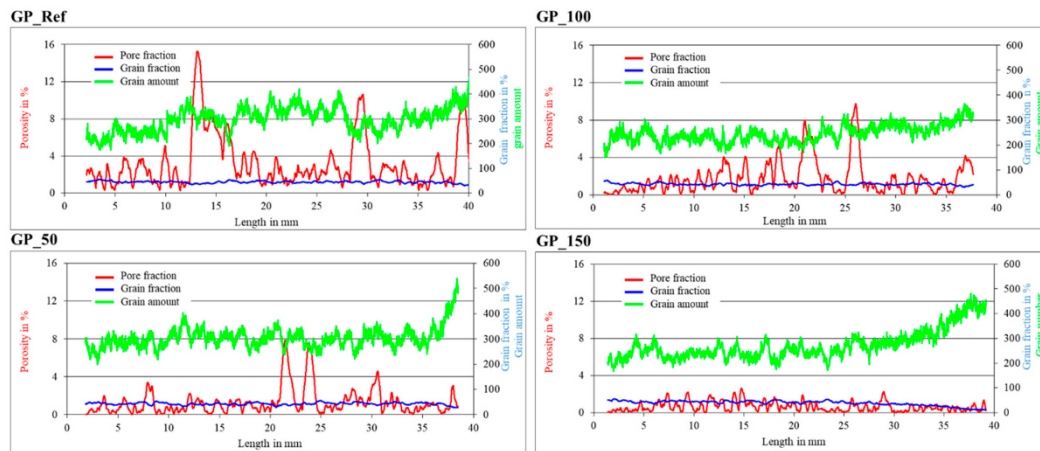 GP_Ref
16
12
8
4
0
Porosity in %
Pore fraction
Grain fraction
Grain amount
600
500
400
300
200
100
0
Grain fraction in %
grain amount
0 5 10 15 20 25 30 35 40
Length in mm
GP_100
16
12
8
4
0
Porosity in %
Pore fraction
Grain fraction
Grain amount
600
500
400
300
200
100
0
Grain fraction n %
Grain amount
0 5 10 15 20 25 30 35 40
Length in mm
GP_50
16
12
8
4
0
Porosity in %
Pore fraction
Grain fraction
Grain amount
600
500
400
300
200
100
0
Grain fraction in %
Grain amount
0 5 10 15 20 25 30 35 40
Length in mm
GP_150
16
12
8
4
0
Porosity in %
Pore fraction
Grain fraction
Grain amount
600
500
400
300
200
100
0
Grain fraction in %
Grain number
0 5 10 15 20 25 30 35 40
Length in mm